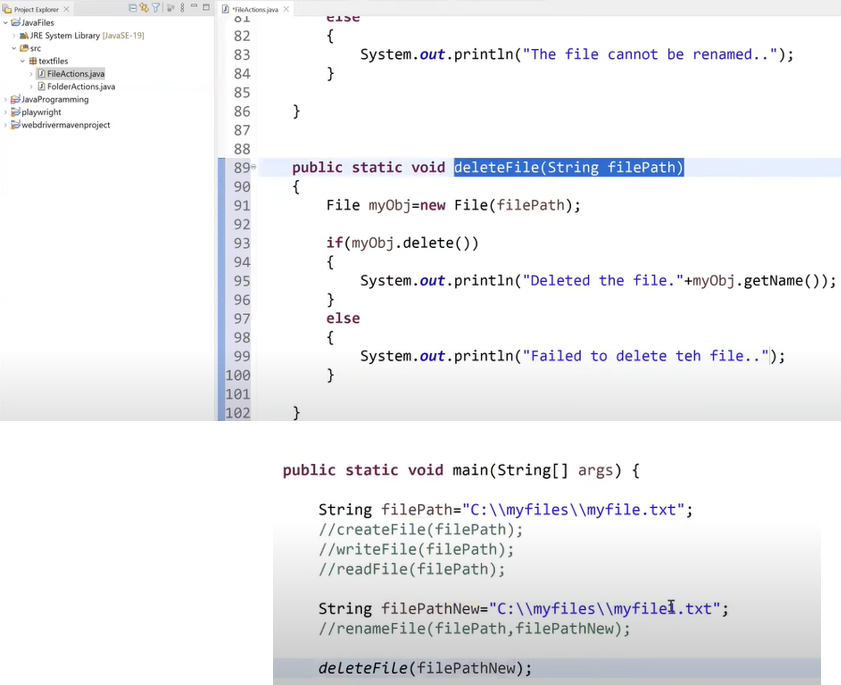 Project Explorer
JavaFiles
JRE System Library [JavaSE-19]
src
textfiles
FileActions.java
FolderActions.java
JavaProgramming
playwright
webdrivermavenproject
*FileActions.java
81 else
82 {
83 System.out.println("The file cannot be renamed..");
84 }
85
86 }
87
88
89 public static void deleteFile(String filePath)
90 {
91 File myObj=new File(filePath);
92
93 if(myObj.delete())
94 {
95 System.out.println("Deleted the file."+myObj.getName());
96 }
97 else
98 {
99 System.out.println("Failed to delete teh file..");
100 }
101
102 }
public static void main(String[] args) {
String filePath="C:\\myfiles\\myfile.txt";
//createFile(filePath);
//writeFile(filePath);
//readFile(filePath);
String filePathNew="C:\\myfiles\\myfile1.txt";
//renameFile(filePath,filePathNew);
deleteFile(filePathNew);